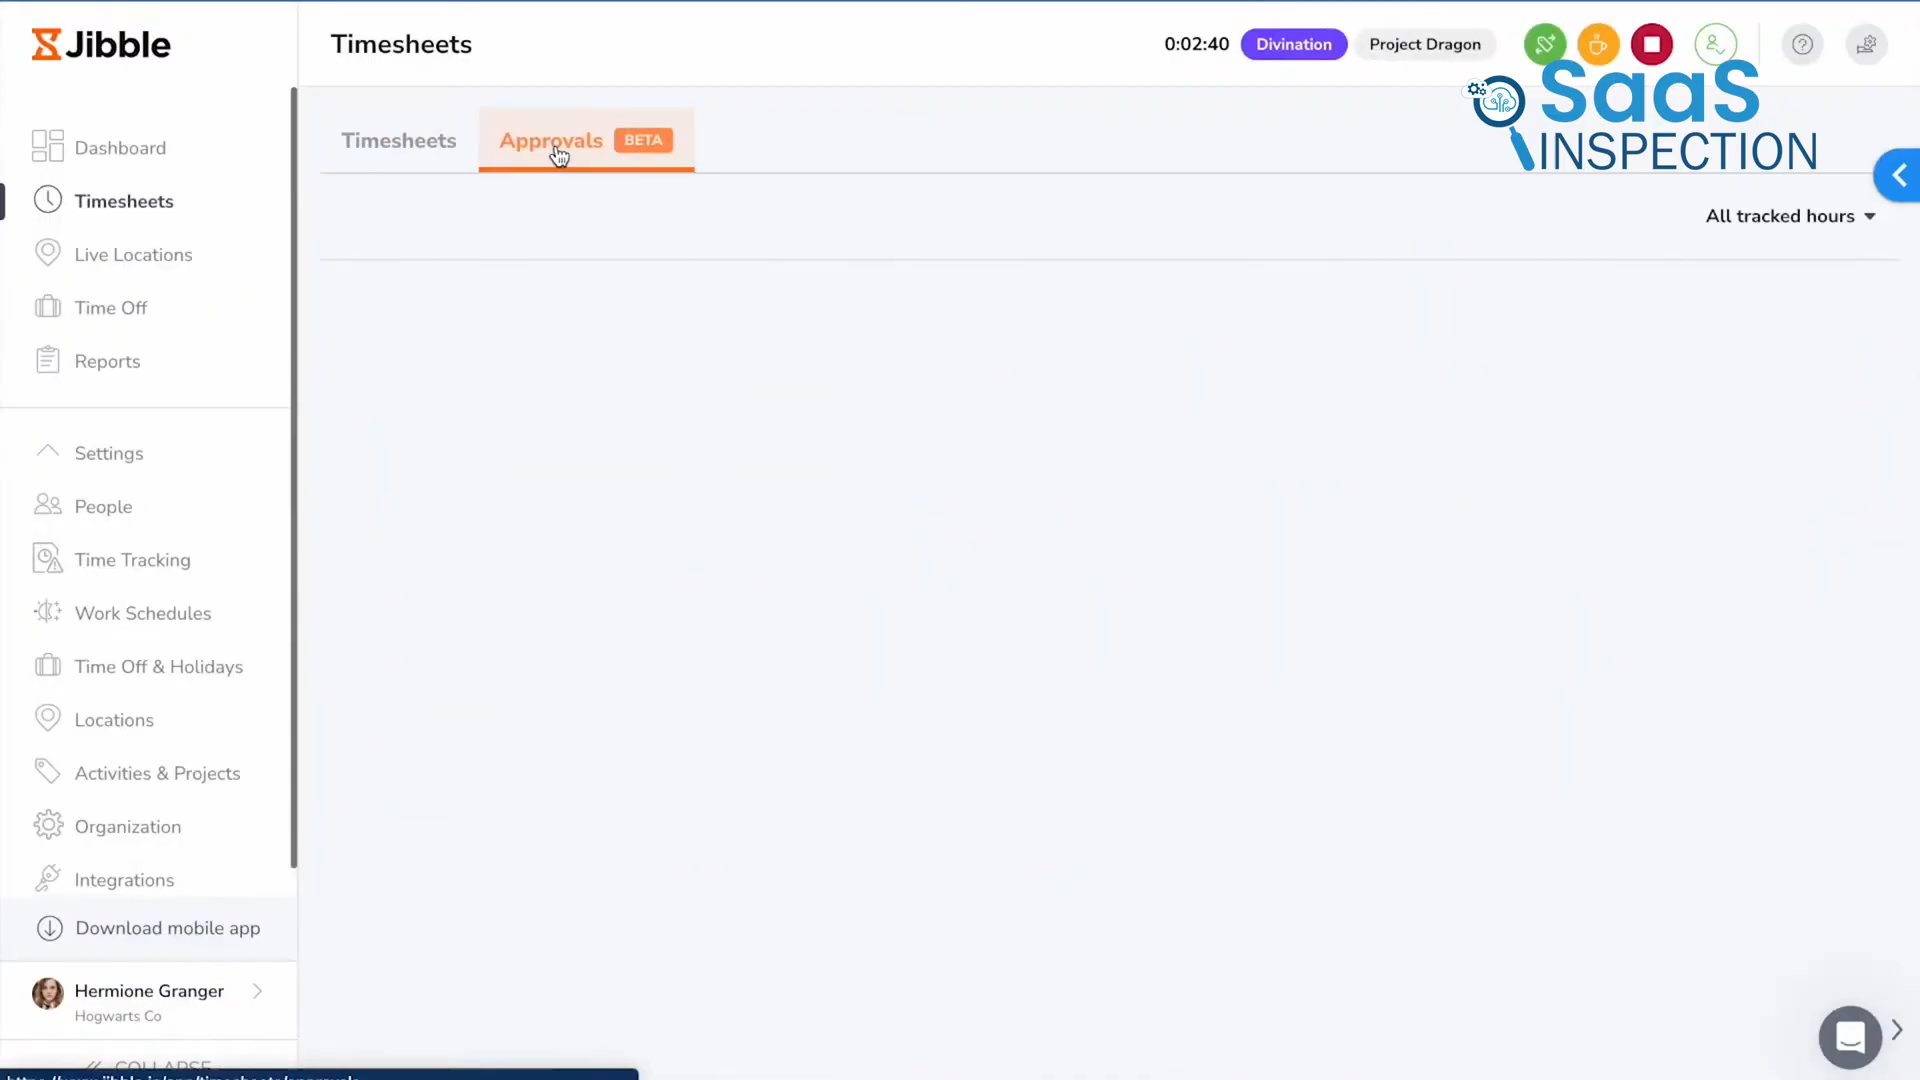 Jibble
Timesheets
0:02:40
Divination
Project Dragon
SaaS
INSPECTION
Timesheets
Approvals BETA
All tracked hours
Dashboard
Timesheets
Live Locations
Time Off
Reports
Settings
People
Time Tracking
Work Schedules
Time Off & Holidays
Locations
Activities & Projects
Organization
Integrations
Download mobile app
Hermione Granger
Hogwarts Co
COLLAPSE